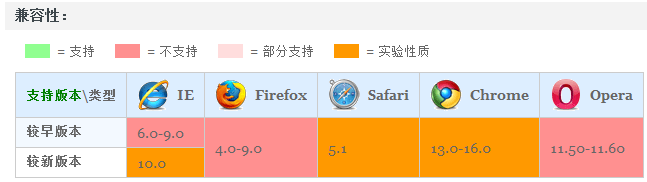 兼容性：
= 支持 = 不支持 = 部分支持 = 实验性质
支持版本\类型 IE Firefox Safari Chrome Opera
较早版本 6.0-9.0 4.0-9.0 5.1 13.0-16.0 11.50-11.60
较新版本 10.0